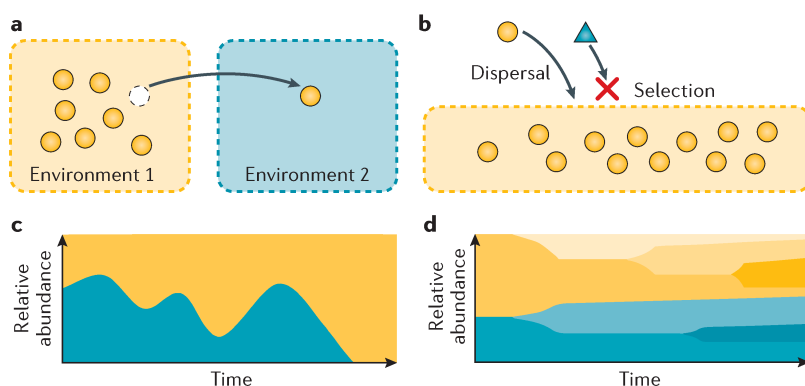 a
Environment 1
Environment 2
b
Dispersal
Selection
c
Relative
abundance
Time
d
Relative
abundance
Time